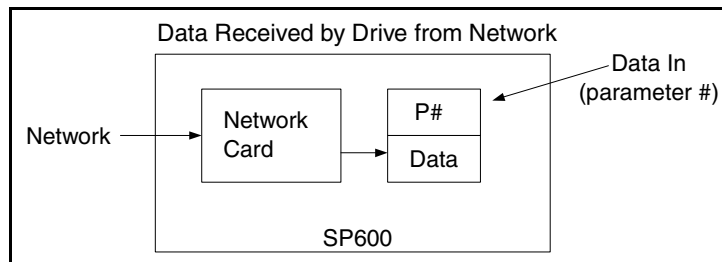 Data Received by Drive from Network
Data In
(parameter #)
Network
Network
Card
P#
Data
SP600